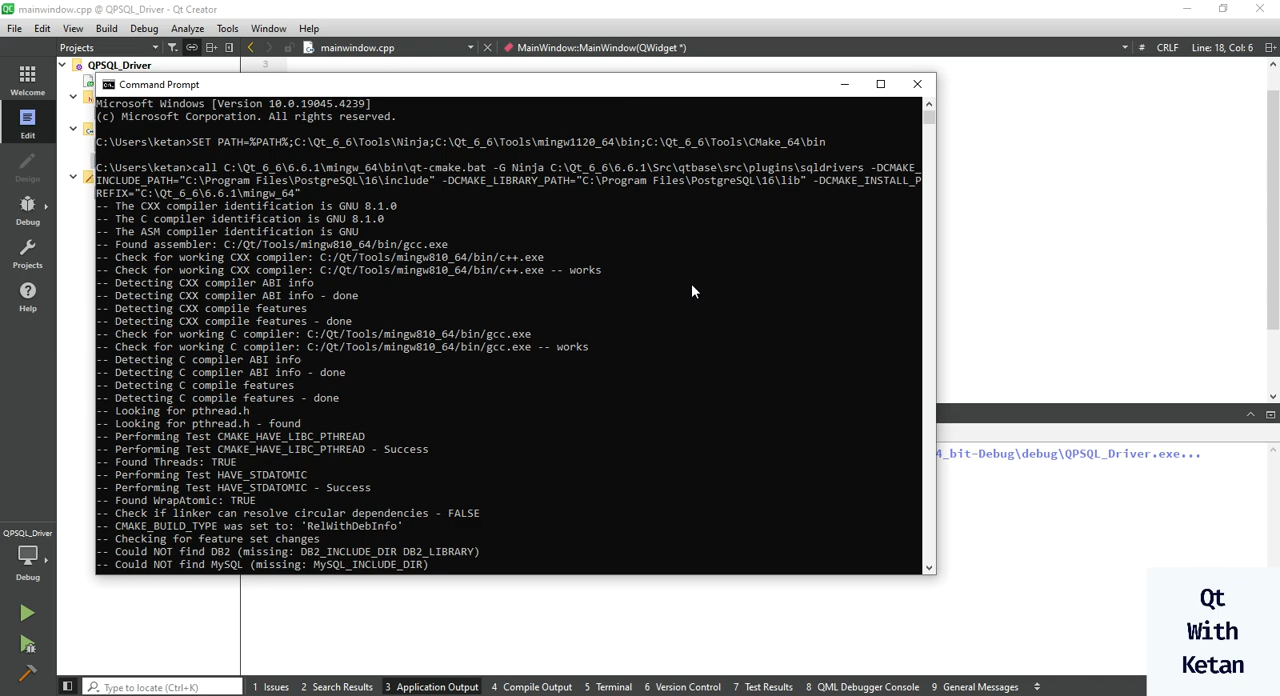 mainwindow.cpp @ QPSQL_Driver - Qt Creator
File Edit View Build Debug Analyze Tools Window Help
Projects mainwindow.cpp MainWindow::MainWindow(QWidget *) # CRLF Line: 18, Col: 6
QPSQL_Driver
3
Welcome
Edit
Design
Debug
Projects
Help
QPSQL_Driver
Debug
Command Prompt
Microsoft Windows [Version 10.0.19045.4239]
(c) Microsoft Corporation. All rights reserved.
C:\Users\ketan>SET PATH=%PATH%;C:\Qt_6_6\Tools\Ninja;C:\Qt_6_6\Tools\mingw1120_64\bin;C:\Qt_6_6\Tools\CMake_64\bin
C:\Users\ketan>call C:\Qt_6_6\6.6.1\mingw_64\bin\qt-cmake.bat -G Ninja C:\Qt_6_6\6.6.1\Src\qtbase\src\plugins\sqldrivers -DCMAKE_
INCLUDE_PATH="C:\Program Files\PostgreSQL\16\include" -DCMAKE_LIBRARY_PATH="C:\Program Files\PostgreSQL\16\lib" -DCMAKE_INSTALL_P
REFIX="C:\Qt_6_6\6.6.1\mingw_64"
-- The CXX compiler identification is GNU 8.1.0
-- The C compiler identification is GNU 8.1.0
-- The ASM compiler identification is GNU
-- Found assembler: C:/Qt/Tools/mingw810_64/bin/gcc.exe
-- Check for working CXX compiler: C:/Qt/Tools/mingw810_64/bin/c++.exe
-- Check for working CXX compiler: C:/Qt/Tools/mingw810_64/bin/c++.exe -- works
-- Detecting CXX compiler ABI info
-- Detecting CXX compiler ABI info - done
-- Detecting CXX compile features
-- Detecting CXX compile features - done
-- Check for working C compiler: C:/Qt/Tools/mingw810_64/bin/gcc.exe
-- Check for working C compiler: C:/Qt/Tools/mingw810_64/bin/gcc.exe -- works
-- Detecting C compiler ABI info
-- Detecting C compiler ABI info - done
-- Detecting C compile features
-- Detecting C compile features - done
-- Looking for pthread.h
-- Looking for pthread.h - found
-- Performing Test CMAKE_HAVE_LIBC_PTHREAD
-- Performing Test CMAKE_HAVE_LIBC_PTHREAD - Success
-- Found Threads: TRUE
-- Performing Test HAVE_STDATOMIC
-- Performing Test HAVE_STDATOMIC - Success
-- Found WrapAtomic: TRUE
-- Check if linker can resolve circular dependencies - FALSE
-- CMAKE_BUILD_TYPE was set to: 'RelWithDebInfo'
-- Checking for feature set changes
-- Could NOT find DB2 (missing: DB2_INCLUDE_DIR DB2_LIBRARY)
-- Could NOT find MySQL (missing: MySQL_INCLUDE_DIR)
4_bit-Debug\debug\QPSQL_Driver.exe...
Qt
With
Ketan
Type to locate (Ctrl+K) 1 Issues 2 Search Results 3 Application Output 4 Compile Output 5 Terminal 6 Version Control 7 Test Results 8 QML Debugger Console 9 General Messages